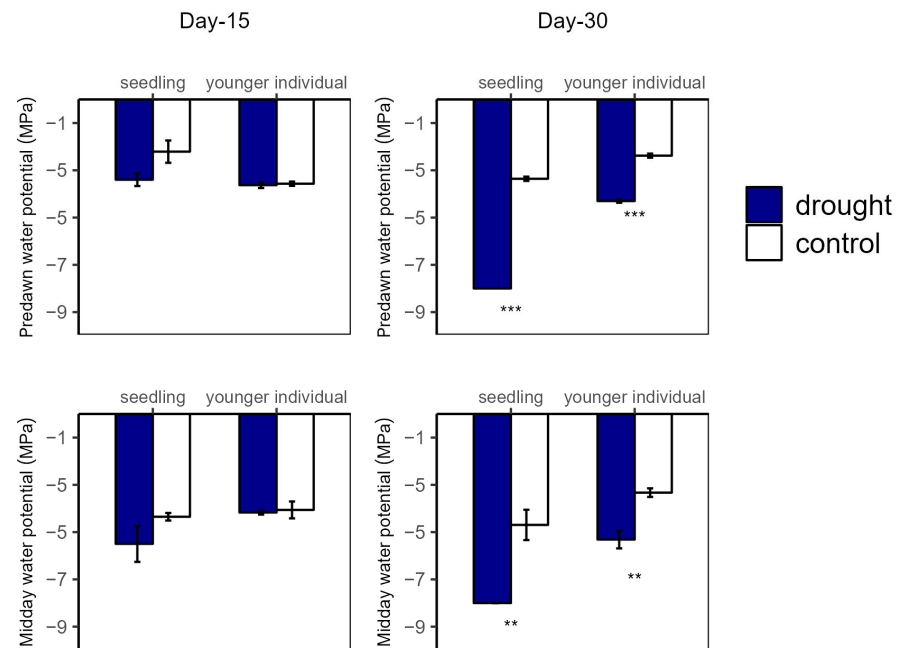 Day-15 Day-30
seedling younger individual seedling younger individual
Predawn water potential (MPa)
−1
−5
−5
−7
−9
Predawn water potential (MPa)
−1
−5
−5
−7
−9
***
***
drought
control
seedling younger individual seedling younger individual
Midday water potential (MPa)
−1
−5
−5
−7
−9
Midday water potential (MPa)
−1
−5
−5
−7
−9
**
**